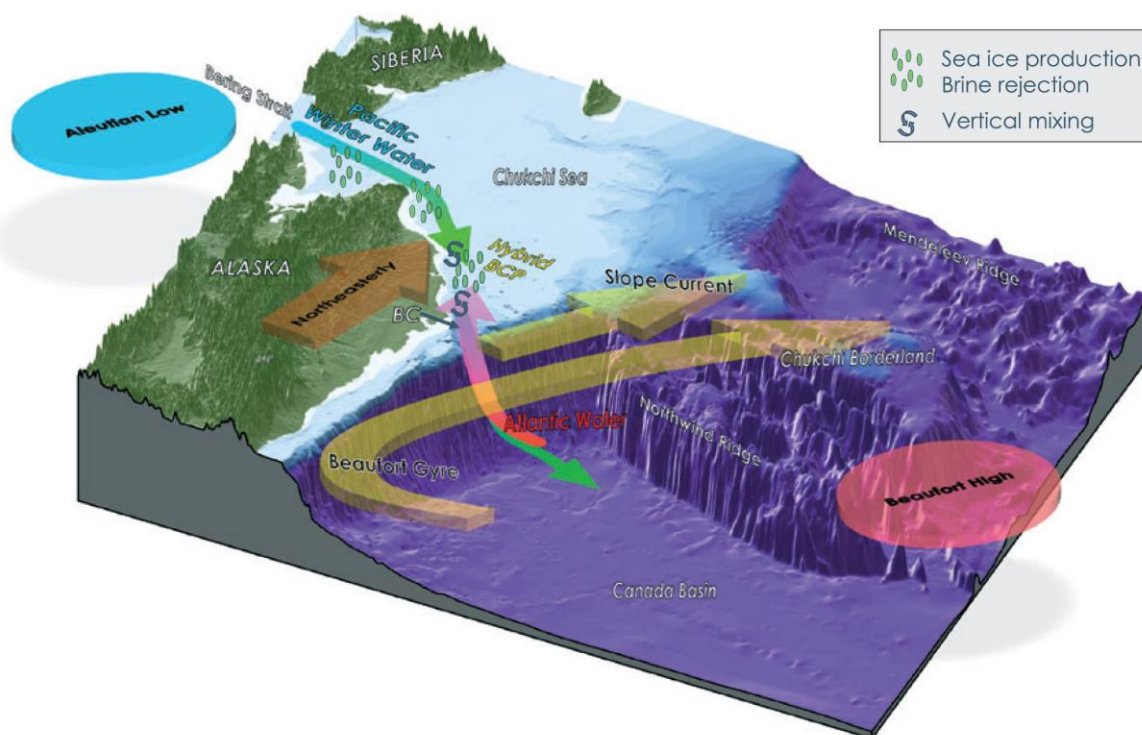 Sea ice production
Brine rejection
Vertical mixing
SIBERIA
Bering Strait
Aleutian Low
Pacific
Winter Water
Chukchi Sea
Mendeleev Ridge
ALASKA
Hybrid
BCP
Northeasterly
Slope Current
BC
Chukchi Borderland
Atlantic Water
Northwind Ridge
Beaufort Gyre
Beaufort High
Canada Basin